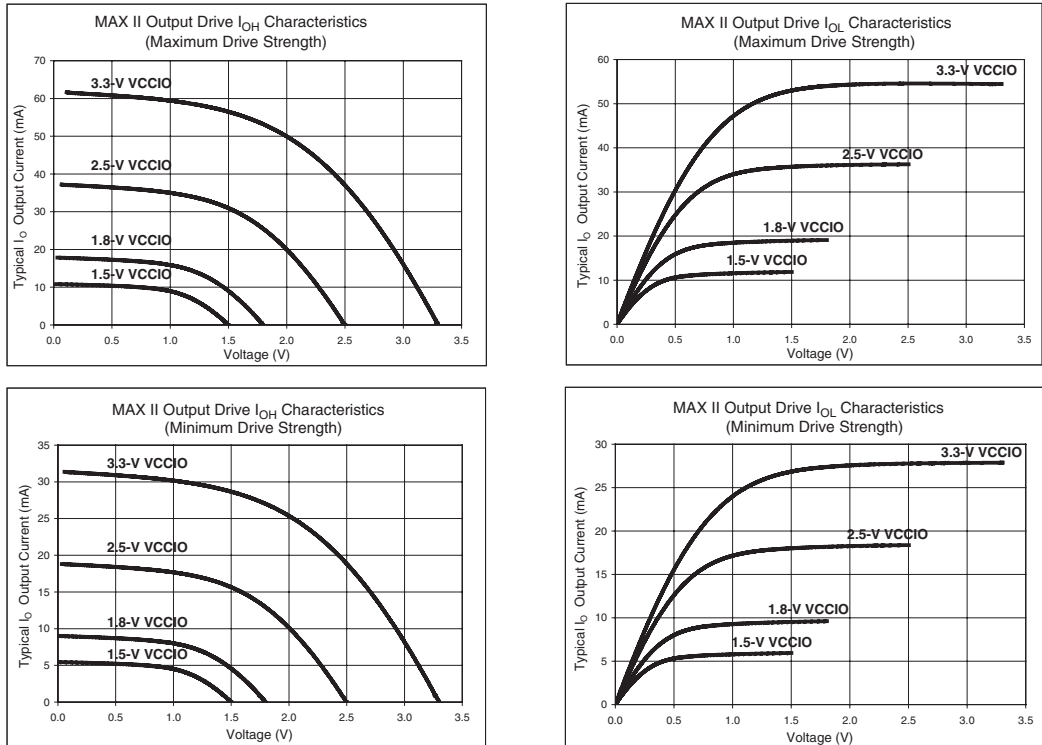 MAX II Output Drive IOH Characteristics
(Maximum Drive Strength)
70
60
50
40
30
20
10
0
Typical IO Output Current (mA)
3.3-V VCCIO
2.5-V VCCIO
1.8-V VCCIO
1.5-V VCCIO
0.0 0.5 1.0 1.5 2.0 2.5 3.0 3.5
Voltage (V)
MAX II Output Drive IOL Characteristics
(Maximum Drive Strength)
60
50
40
30
20
10
0
Typical IO Output Current (mA)
3.3-V VCCIO
2.5-V VCCIO
1.8-V VCCIO
1.5-V VCCIO
0.0 0.5 1.0 1.5 2.0 2.5 3.0 3.5
Voltage (V)
MAX II Output Drive IOH Characteristics
(Minimum Drive Strength)
35
30
25
20
15
10
5
0
Typical IO Output Current (mA)
3.3-V VCCIO
2.5-V VCCIO
1.8-V VCCIO
1.5-V VCCIO
0.0 0.5 1.0 1.5 2.0 2.5 3.0 3.5
Voltage (V)
MAX II Output Drive IOL Characteristics
(Minimum Drive Strength)
30
25
20
15
10
5
0
Typical IO Output Current (mA)
3.3-V VCCIO
2.5-V VCCIO
1.8-V VCCIO
1.5-V VCCIO
0.0 0.5 1.0 1.5 2.0 2.5 3.0 3.5
Voltage (V)